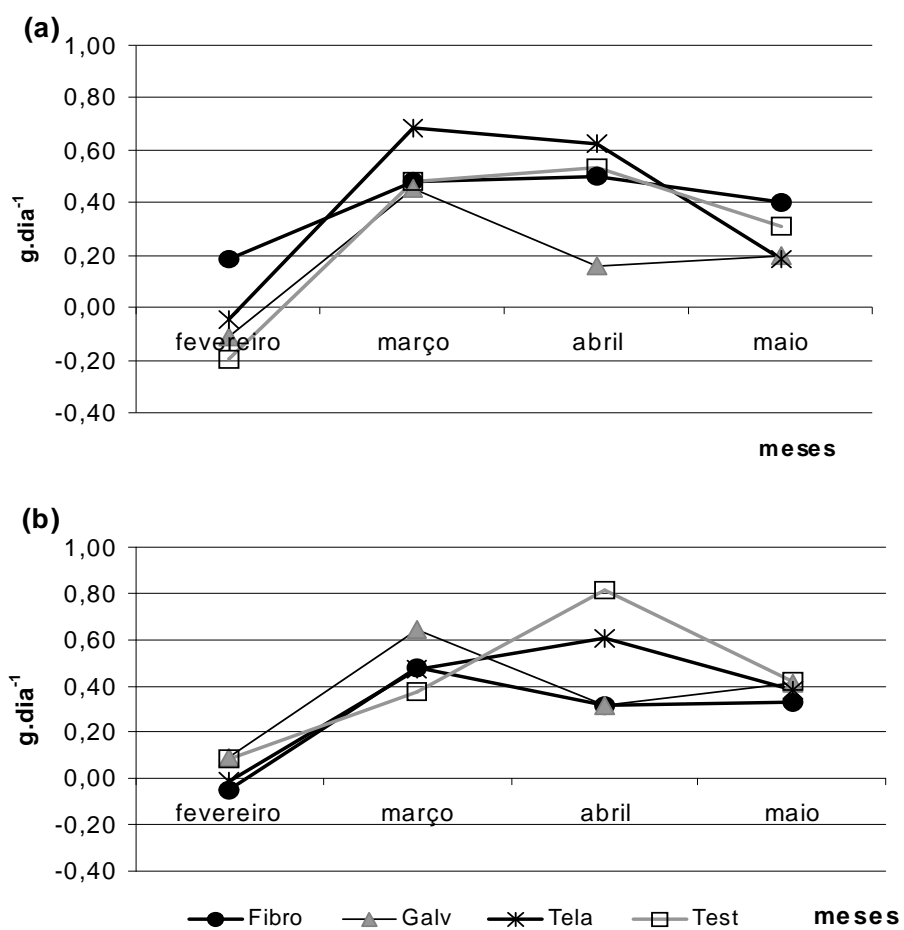 (a)
1,00
0,80
0,60
0,40
0,20
0,00
-0,20
-0,40
g.dia-1
fevereiro março abril maio
meses
(b)
1,00
0,80
0,60
0,40
0,20
0,00
-0,20
-0,40
g.dia-1
fevereiro março abril maio
Fibro Galv Tela Test meses